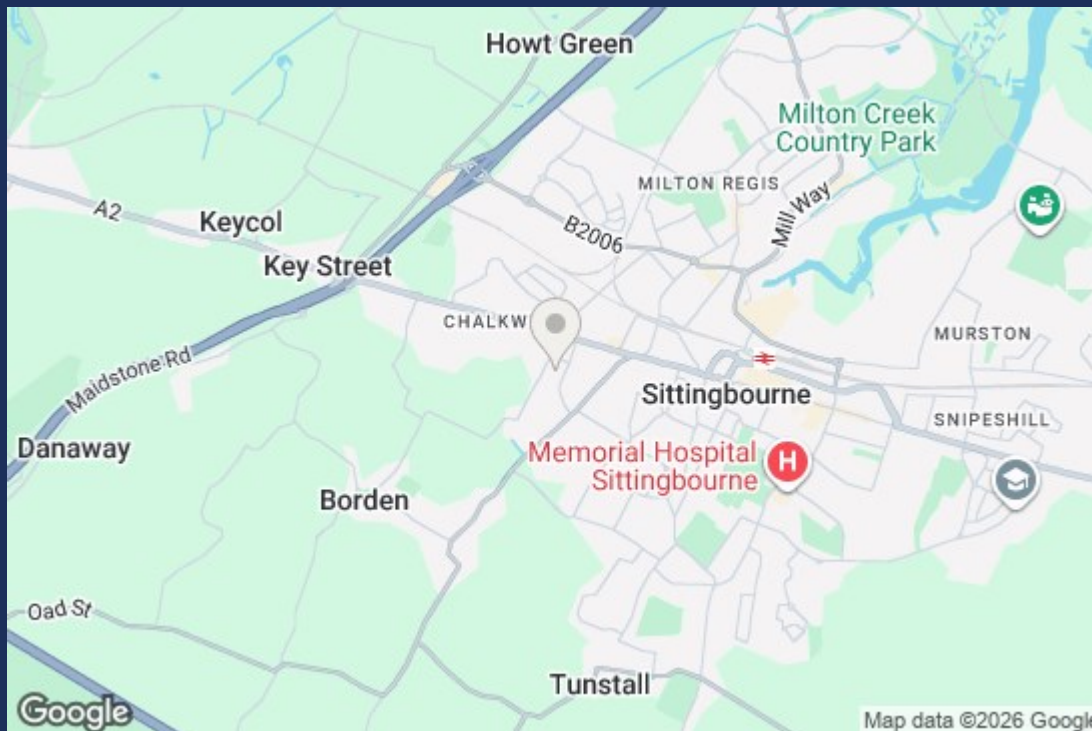 Howt Green
Milton Creek
Country Park
MILTON REGIS
Mill Way
A2
Keycol
B2006
Key Street
CHALKW
MURSTON
Maidstone Rd
Sittingbourne
SNIPESHILL
Danaway
Memorial Hospital
Sittingbourne
H
Borden
Oad St
Tunstall
Google
Map data ©2026 Google